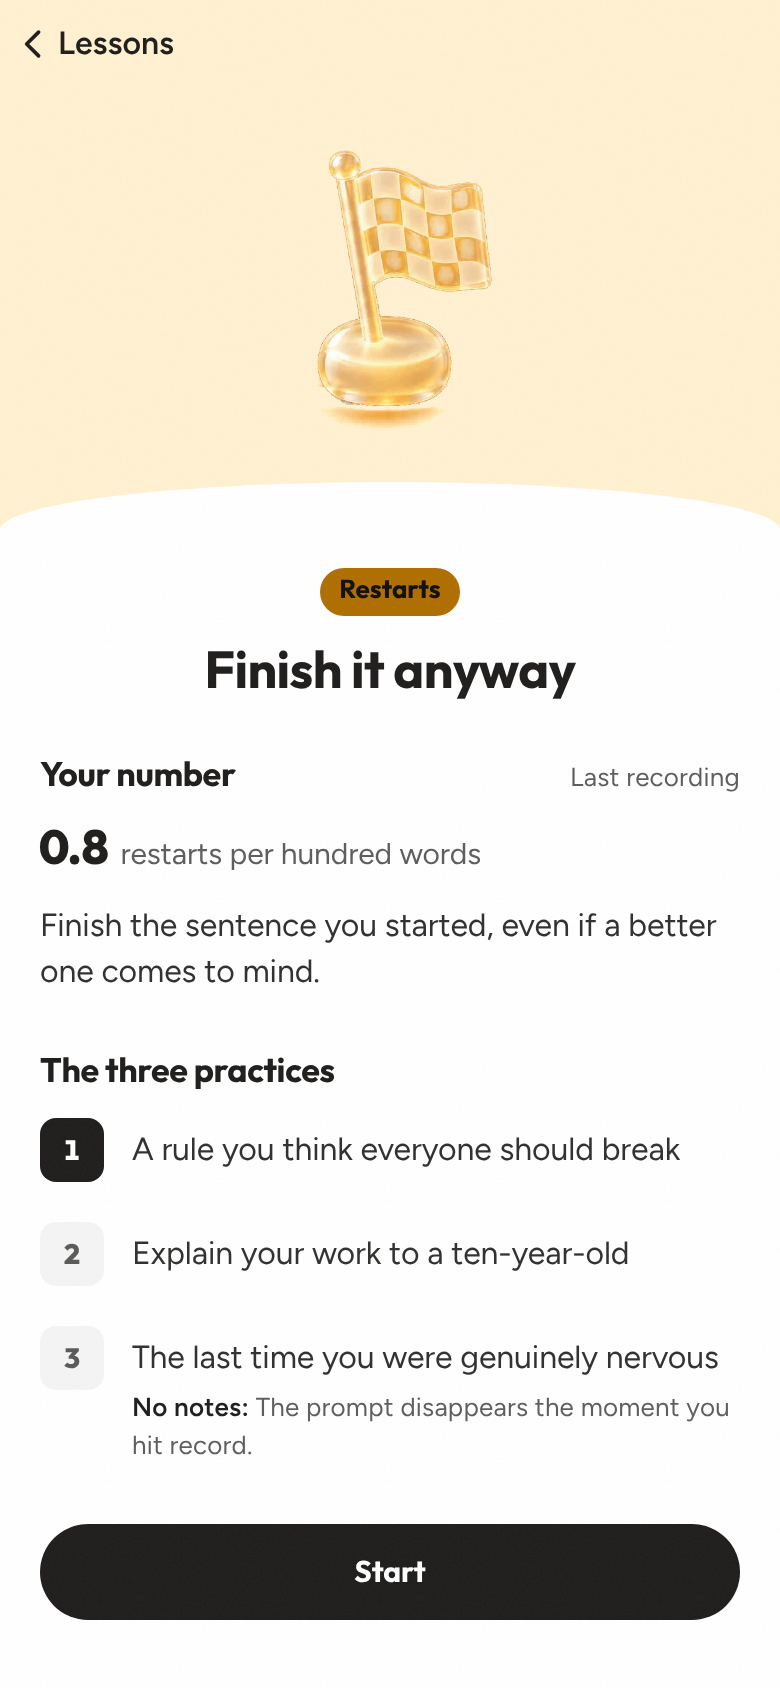 Lessons
Restarts
Finish it anyway
Your number
Last recording
0.8 restarts per hundred words
Finish the sentence you started, even if a better
one comes to mind.
The three practices
1 A rule you think everyone should break
2 Explain your work to a ten-year-old
3 The last time you were genuinely nervous
No notes: The prompt disappears the moment you
hit record.
Start